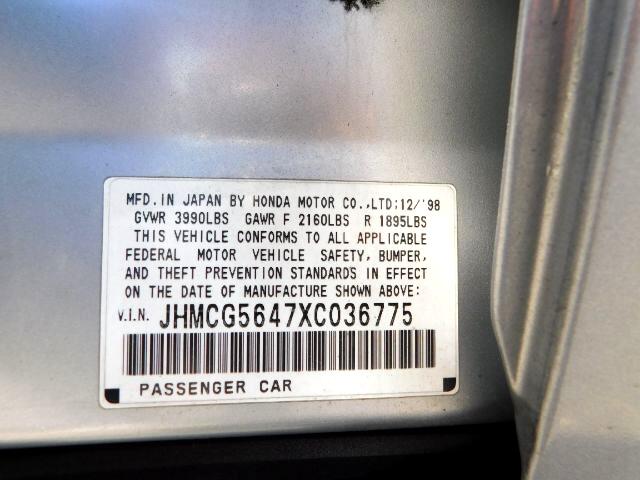 MFD. IN JAPAN BY HONDA MOTOR CO., LTD; 12/'98
GVWR 3990LBS GAWR F 2160LBS R 1895LBS
THIS VEHICLE CONFORMS TO ALL APPLICABLE
FEDERAL MOTOR VEHICLE SAFETY, BUMPER,
AND THEFT PREVENTION STANDARDS IN EFFECT
ON THE DATE OF MANUFACTURE SHOWN ABOVE:
V.I.N. JHMCG5647XC036775
PASSENGER CAR